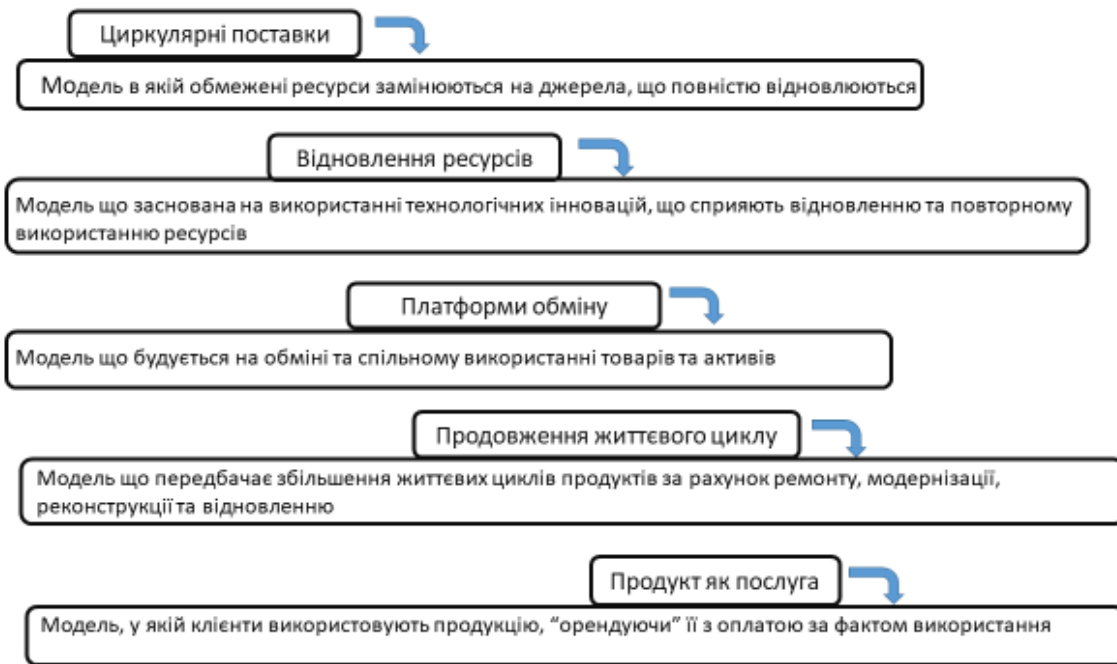 Циркулярні поставки
Модель в якій обмежені ресурси замінюються на джерела, що повністю відновлюються
Відновлення ресурсів
Модель що заснована на використанні технологічних інновацій, що сприяють відновленню та повторному
використанню ресурсів
Платформи обміну
Модель що будується на обміні та спільному використанні товарів та активів
Продовження життєвого циклу
Модель що передбачає збільшення життєвих циклів продуктів за рахунок ремонту, модернізації,
реконструкції та відновленню
Продукт як послуга
Модель, у якій клієнти використовують продукцію, “орендуючи” її з оплатою за фактом використання